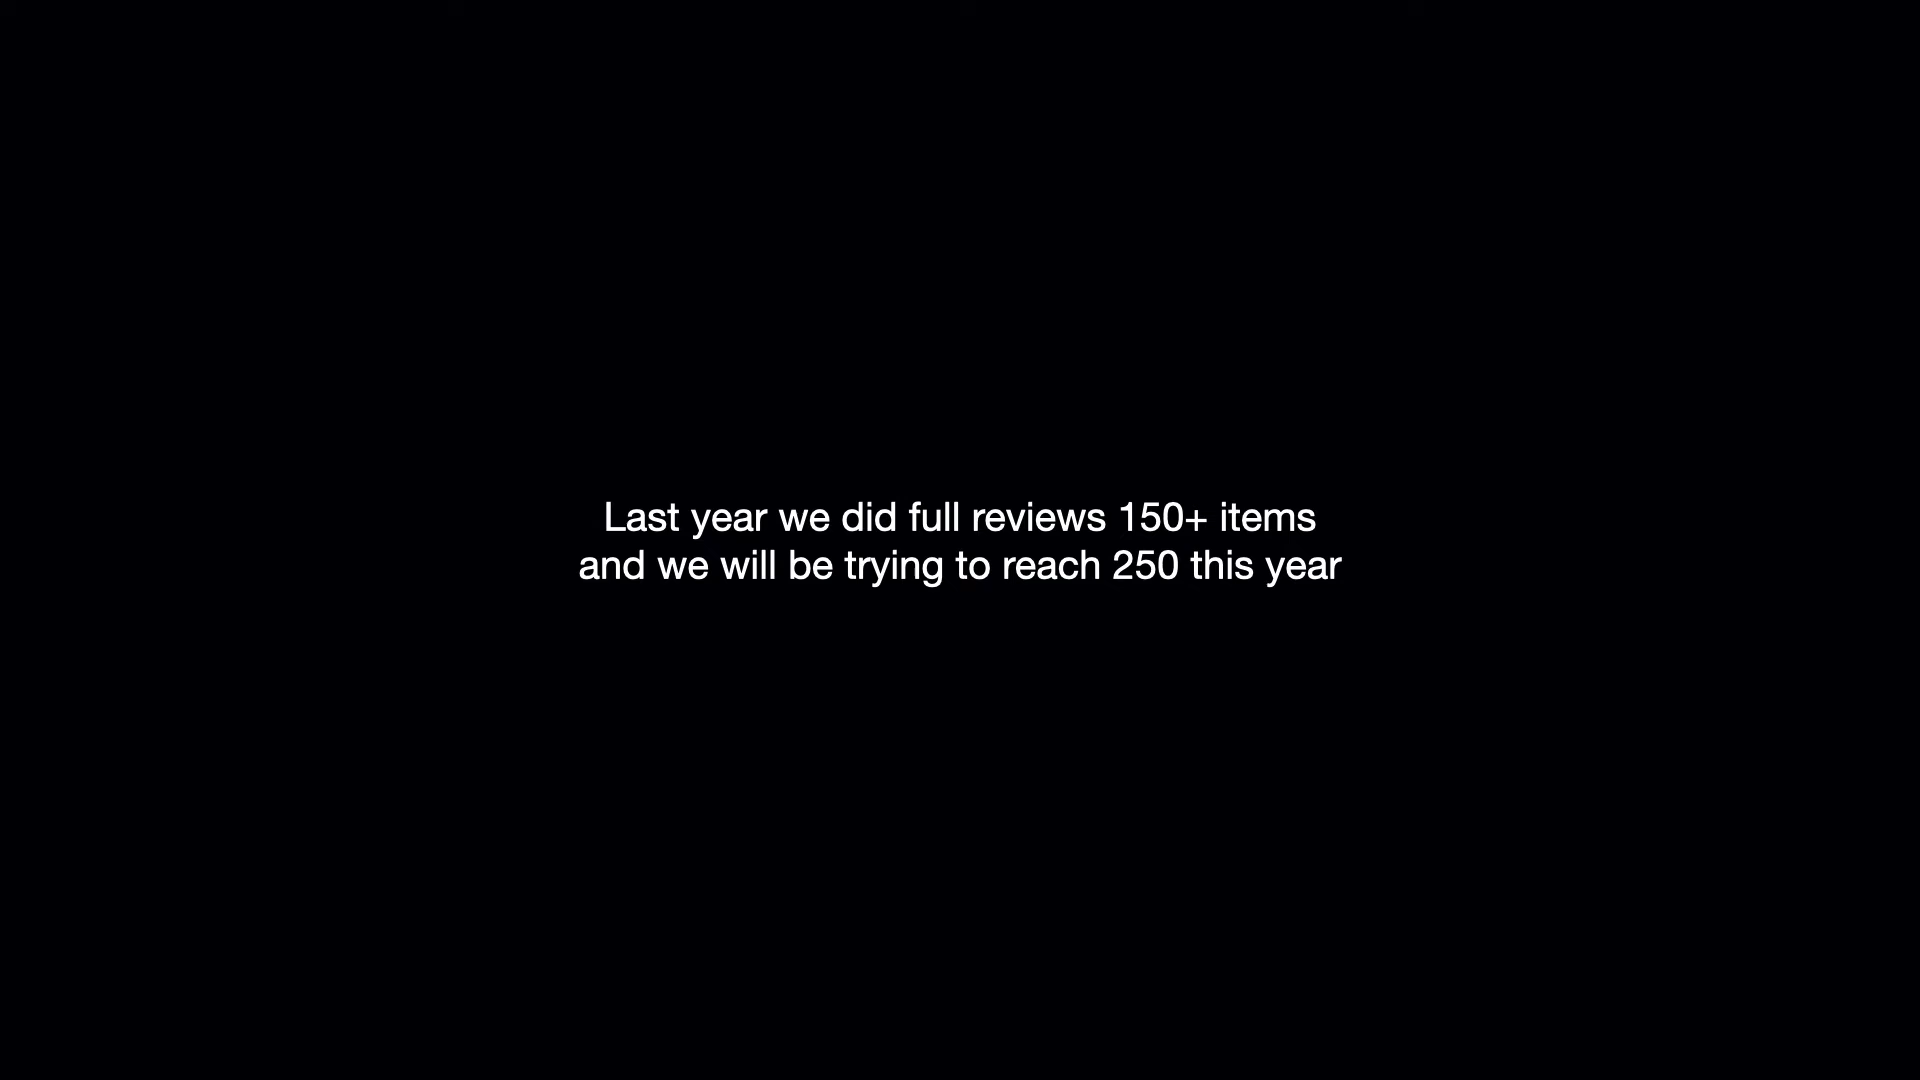 Last year we did full reviews 150+ items
and we will be trying to reach 250 this year